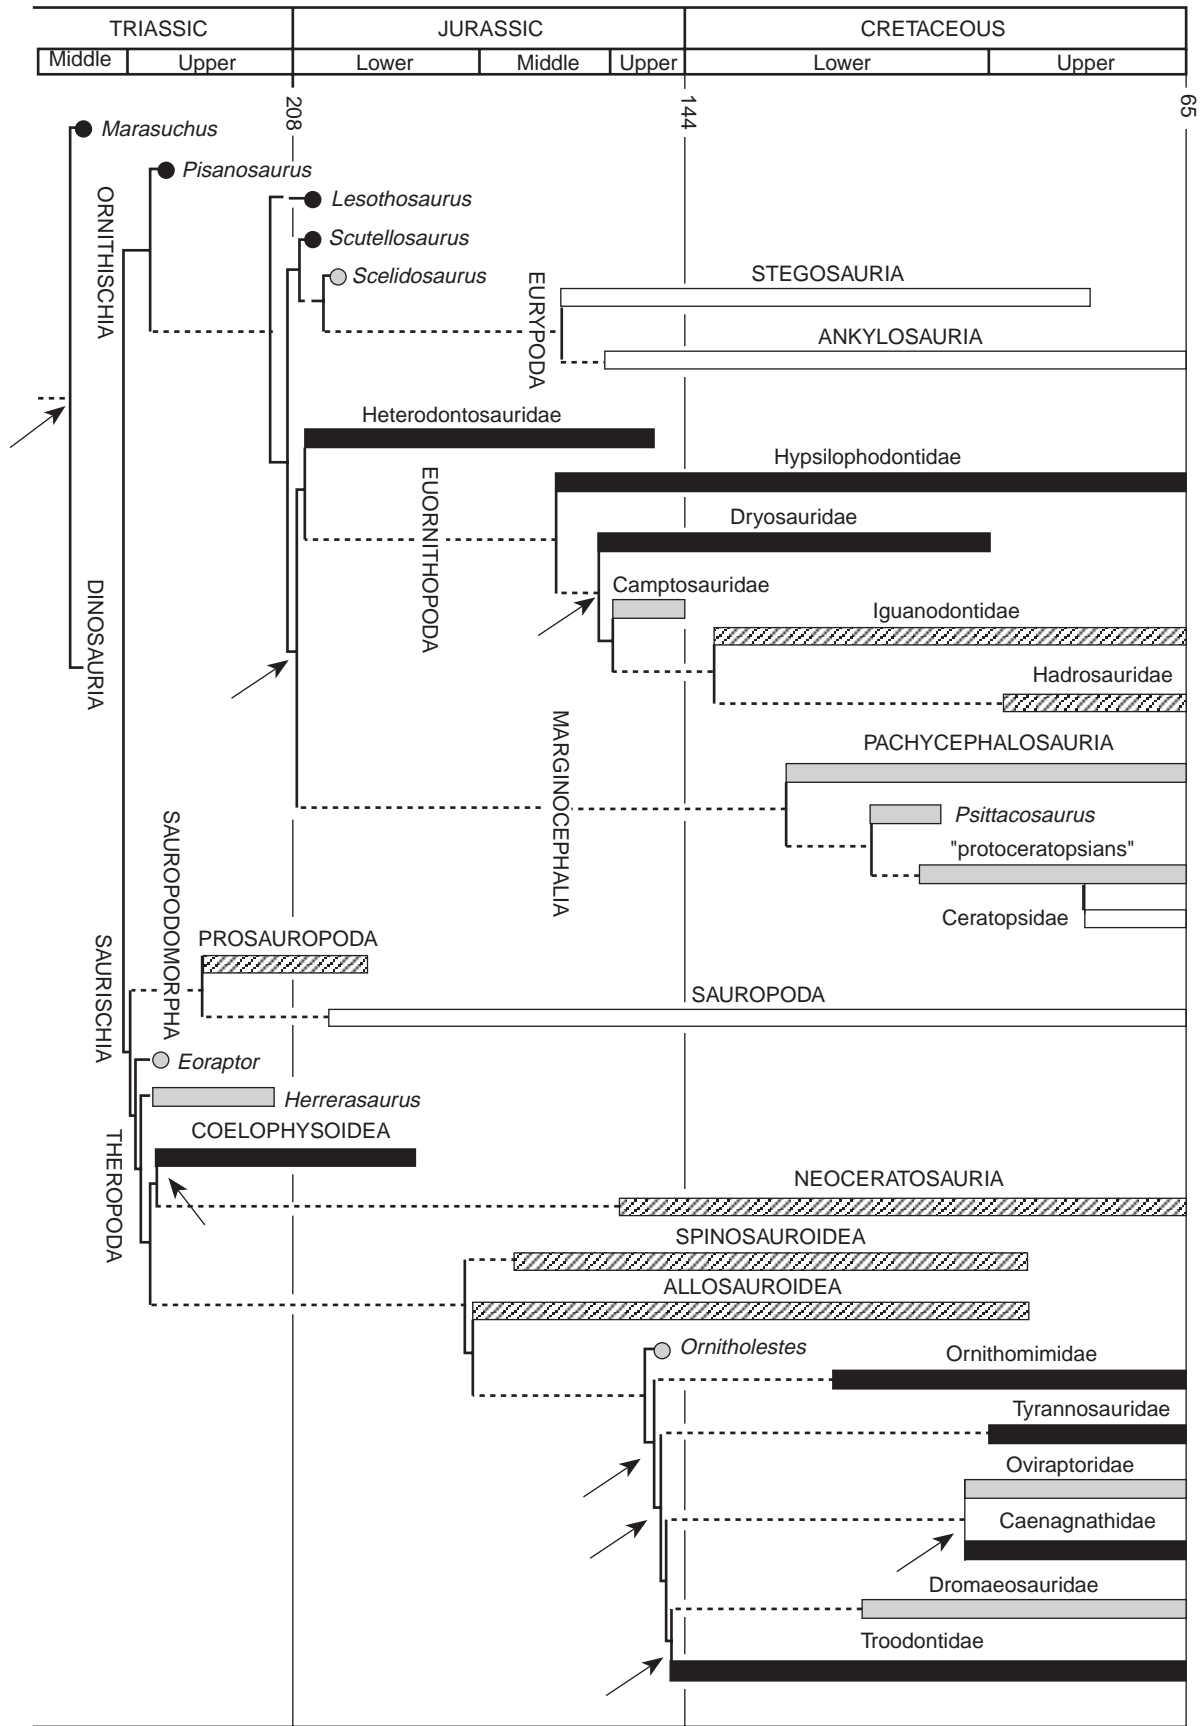 TRIASSIC JURASSIC CRETACEOUS
Middle Upper Lower Middle Upper Lower Upper
208
144
65
Marasuchus
Pisanosaurus
ORNITHISCHIA
Lesothosaurus
Scutellosaurus
Scelidosaurus
EURYPODA
STEGOSAURIA
ANKYLOSAURIA
Heterodontosauridae
Hypsilophodontidae
EUORNITHOPODA
Dryosauridae
DINOSAURIA
Camptosauridae
Iguanodontidae
Hadrosauridae
MARGINOCEPHALIA
PACHYCEPHALOSAURIA
Psittacosaurus
"protoceratopsians"
Ceratopsidae
SAUROPODOMORPHA
PROSAUROPODA
SAURISCHIA
SAUROPODA
Eoraptor
Herrerasaurus
THEROPODA
COELOPHYSOIDEA
NEOCERATOSAURIA
SPINOSAUROIDEA
ALLOSAUROIDEA
Ornitholestes
Ornithomimidae
Tyrannosauridae
Oviraptoridae
Caenagnathidae
Dromaeosauridae
Troodontidae